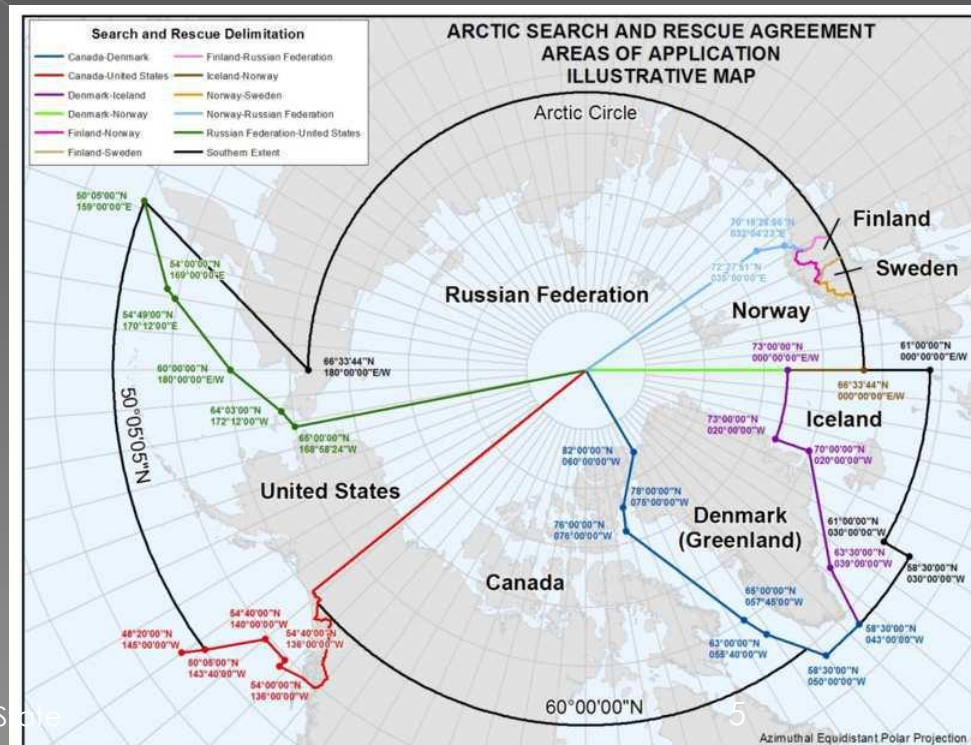 ARCTIC SEARCH AND RESCUE AGREEMENT
AREAS OF APPLICATION
ILLUSTRATIVE MAP
Search and Rescue Delimitation
Canada-Denmark
Canada-United States
Denmark-Iceland
Denmark-Norway
Finland-Norway
Finland-Sweden
Finland-Russian Federation
Iceland-Norway
Norway-Sweden
Norway-Russian Federation
Russian Federation-United States
Southern Extent
Arctic Circle
50°05'00"N
159°00'00"E
54°00'00"N
169°00'00"E
54°49'00"N
170°12'00"E
60°00'00"N
180°00'00"E/W
64°03'00"N
172°12'00"W
65°00'00"N
168°58'24"W
66°33'44"N
180°00'00"E/W
50°05'05"N
Russian Federation
032°04'23"E
72°27'51"N
035°00'00"E
Finland
Sweden
Norway
73°00'00"N
000°00'00"E/W
61°00'00"N
000°00'00"E/W
66°33'44"N
000°00'00"E/W
Iceland
73°00'00"N
020°00'00"W
70°00'00"N
020°00'00"W
82°00'00"N
060°00'00"W
78°00'00"N
075°00'00"W
76°00'00"N
076°00'00"W
United States
Denmark
(Greenland)
Canada
61°00'00"N
030°00'00"W
58°30'00"N
030°00'00"W
63°30'00"N
039°00'00"W
65°00'00"N
057°45'00"W
63°00'00"N
055°40'00"W
58°30'00"N
043°00'00"W
58°30'00"N
050°00'00"W
54°40'00"N
140°00'00"W
54°40'00"N
136°00'00"W
48°20'00"N
145°00'00"W
50°05'00"N
143°40'00"W
54°00'00"N
136°00'00"W
60°00'00"N
5
Azimuthal Equidistant Polar Projection